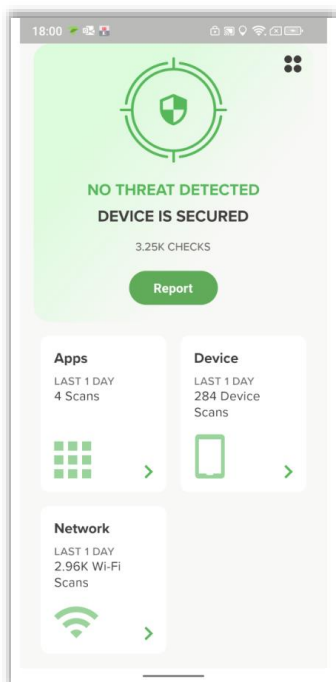 18:00
NO THREAT DETECTED
DEVICE IS SECURED
3.25K CHECKS
Report
Apps
LAST 1 DAY
4 Scans
Device
LAST 1 DAY
284 Device
Scans
Network
LAST 1 DAY
2.96K Wi-Fi
Scans